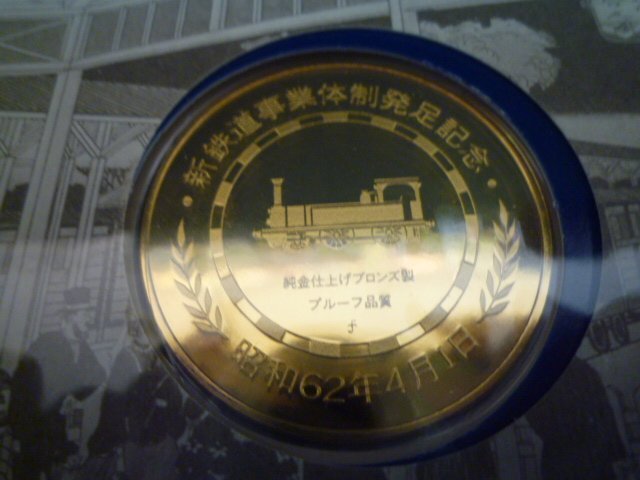 新鉄道事業体制発足記念
純金仕上げブロンズ製
プルーフ品質
昭和62年4月1日